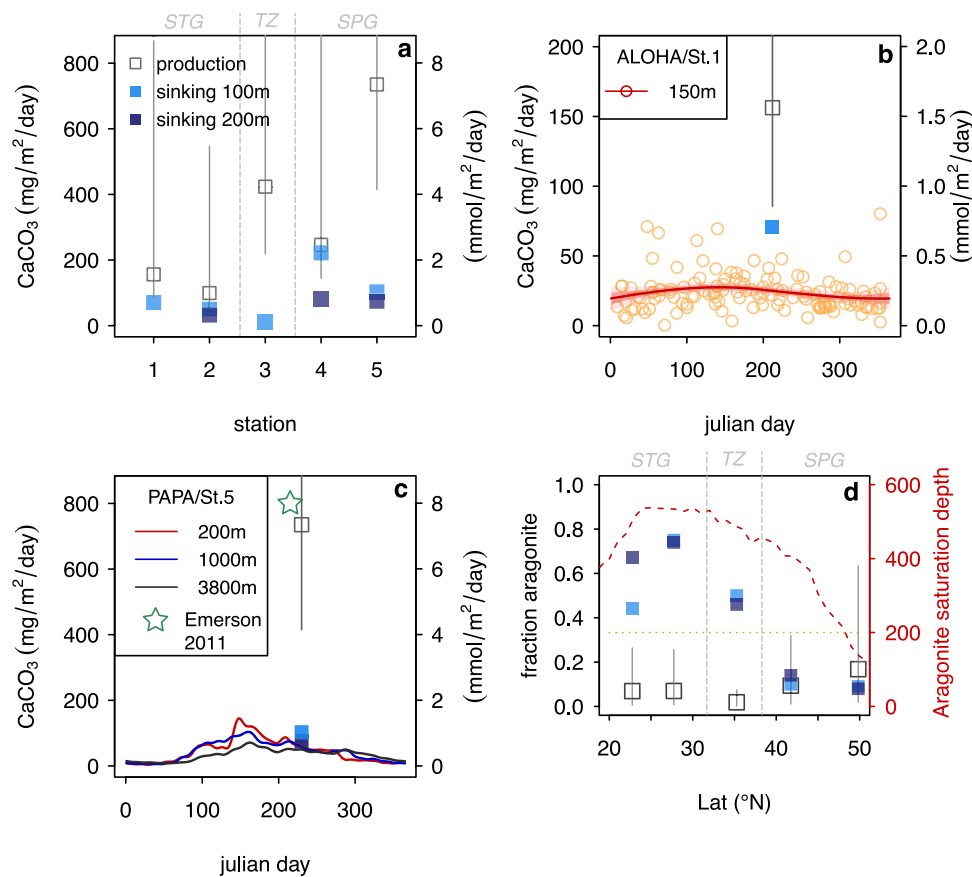 STG TZ SPG
a
production
sinking 100m
sinking 200m
800
600
400
200
0
8
6
4
2
0
CaCO₃ (mg/m²/day)
(mmol/m²/day)
1 2 3 4 5
station
b
ALOHA/St.1
150m
200
150
100
50
0
2.0
1.5
1.0
0.5
0.0
CaCO₃ (mg/m²/day)
(mmol/m²/day)
0 100 200 300
julian day
c
PAPA/St.5
200m
1000m
3800m
Emerson
2011
800
600
400
200
0
8
6
4
2
0
CaCO₃ (mg/m²/day)
(mmol/m²/day)
0 100 200 300
julian day
STG TZ SPG
d
1.0
0.8
0.6
0.4
0.2
0.0
600
400
200
0
fraction aragonite
Aragonite saturation depth
20 30 40 50
Lat (°N)